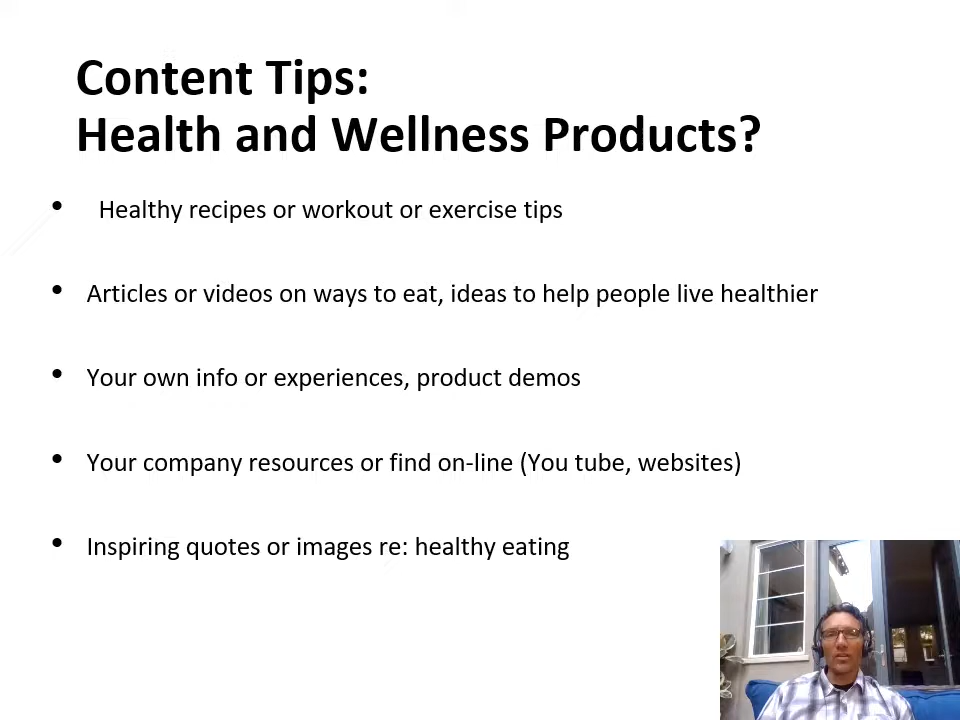 Content Tips:
Health and Wellness Products?
• Healthy recipes or workout or exercise tips
• Articles or videos on ways to eat, ideas to help people live healthier
• Your own info or experiences, product demos
• Your company resources or find on-line (You tube, websites)
• Inspiring quotes or images re: healthy eating